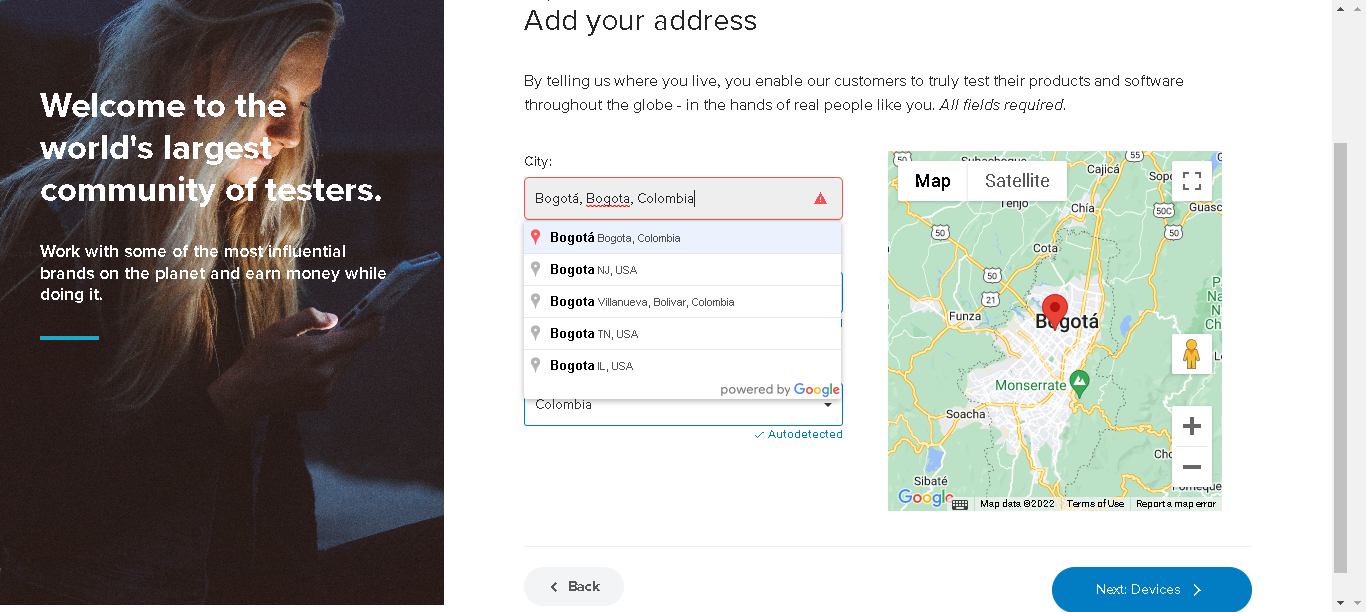 Welcome to the
world's largest
community of testers.
Work with some of the most influential
brands on the planet and earn money while
doing it.
Add your address
By telling us where you live, you enable our customers to truly test their products and software
throughout the globe - in the hands of real people like you. All fields required.
City:
Bogotá, Bogota, Colombia
Bogotá Bogota, Colombia
Bogota NJ, USA
Bogota Villanueva, Bolivar, Colombia
Bogota TN, USA
Bogota IL, USA
powered by Google
Colombia
Autodetected
Map
Satellite
50
Subachoque
55
Cajicá
Tenjo
Chía
50C
50
50
Cota
50
21
Funza
Bogotá
Monserrate
Soacha
Sibaté
Google
Map data ©2022
Terms of Use
Report a map error
Back
Next: Devices